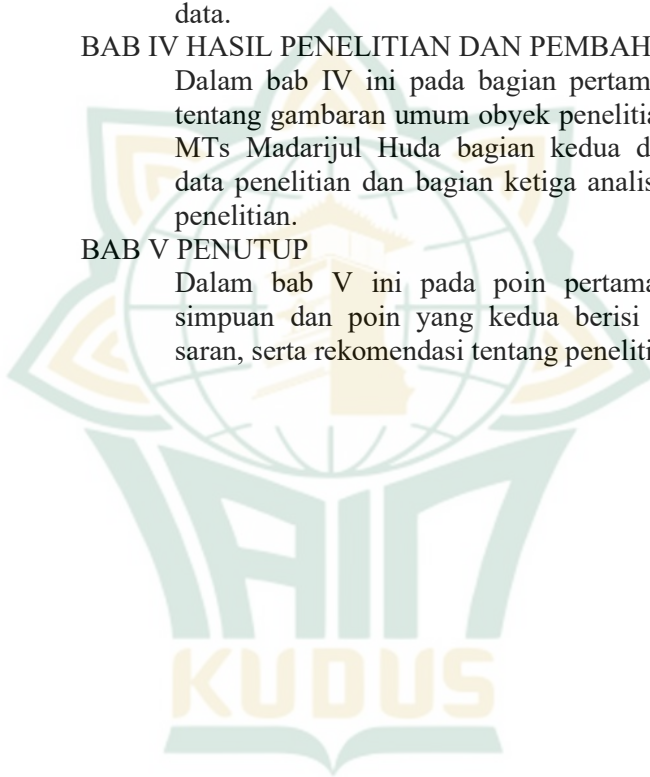 data.
BAB IV HASIL PENELITIAN DAN PEMBAH
Dalam bab IV ini pada bagian pertam
tentang gambaran umum obyek penelitia
MTs Madarijul Huda bagian kedua d
data penelitian dan bagian ketiga analis
penelitian.
BAB V PENUTUP
Dalam bab V ini pada poin pertama
simpuan dan poin yang kedua berisi
saran, serta rekomendasi tentang peneliti
IAIN
KUDUS